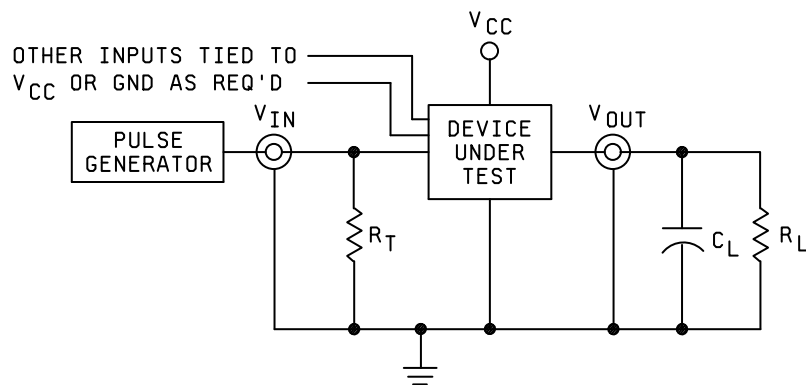 VCC
OTHER INPUTS TIED TO
VCC OR GND AS REQ'D
VIN
VOUT
PULSE
GENERATOR
DEVICE
UNDER
TEST
RT
CL
RL